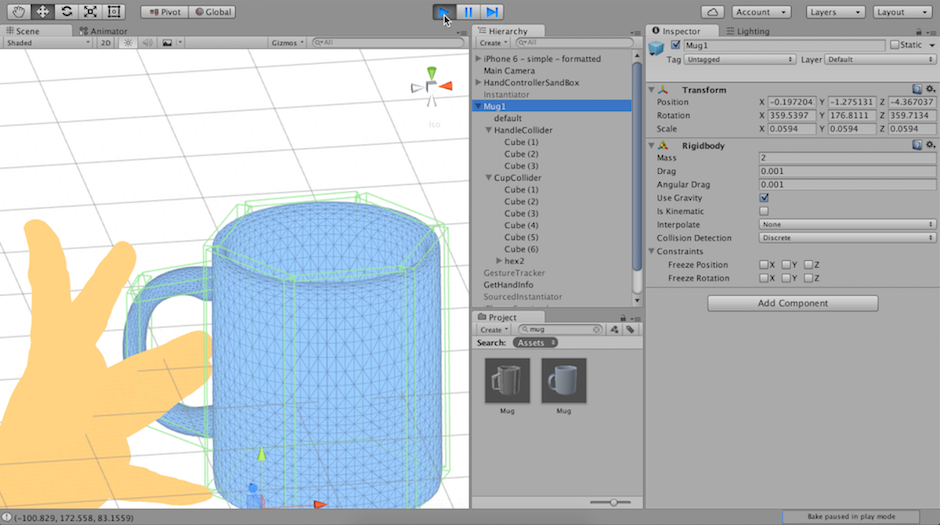 Pivot Global Account Layers Layout
Scene Animator
Shaded 2D Gizmos All
Iso
Hierarchy
Create All
iPhone 6 - simple - formatted
Main Camera
HandControllerSandBox
Instantiator
Mug1
default
HandleCollider
Cube (1)
Cube (2)
Cube (3)
CupCollider
Cube (1)
Cube (2)
Cube (3)
Cube (4)
Cube (5)
Cube (6)
hex2
GestureTracker
GetHandInfo
SourcedInstantiator
Project
Create mug
Search: Assets
Mug Mug
Inspector Lighting
Mug1 Static
Tag Untagged Layer Default
Transform
Position X -0.197204 Y -1.275131 Z -4.367037
Rotation X 359.5397 Y 176.8111 Z 359.7134
Scale X 0.0594 Y 0.0594 Z 0.0594
Rigidbody
Mass 2
Drag 0.001
Angular Drag 0.001
Use Gravity
Is Kinematic
Interpolate None
Collision Detection Discrete
Constraints
Freeze Position X Y Z
Freeze Rotation X Y Z
Add Component
(-100.829, 172.558, 83.1559) Bake paused in play mode